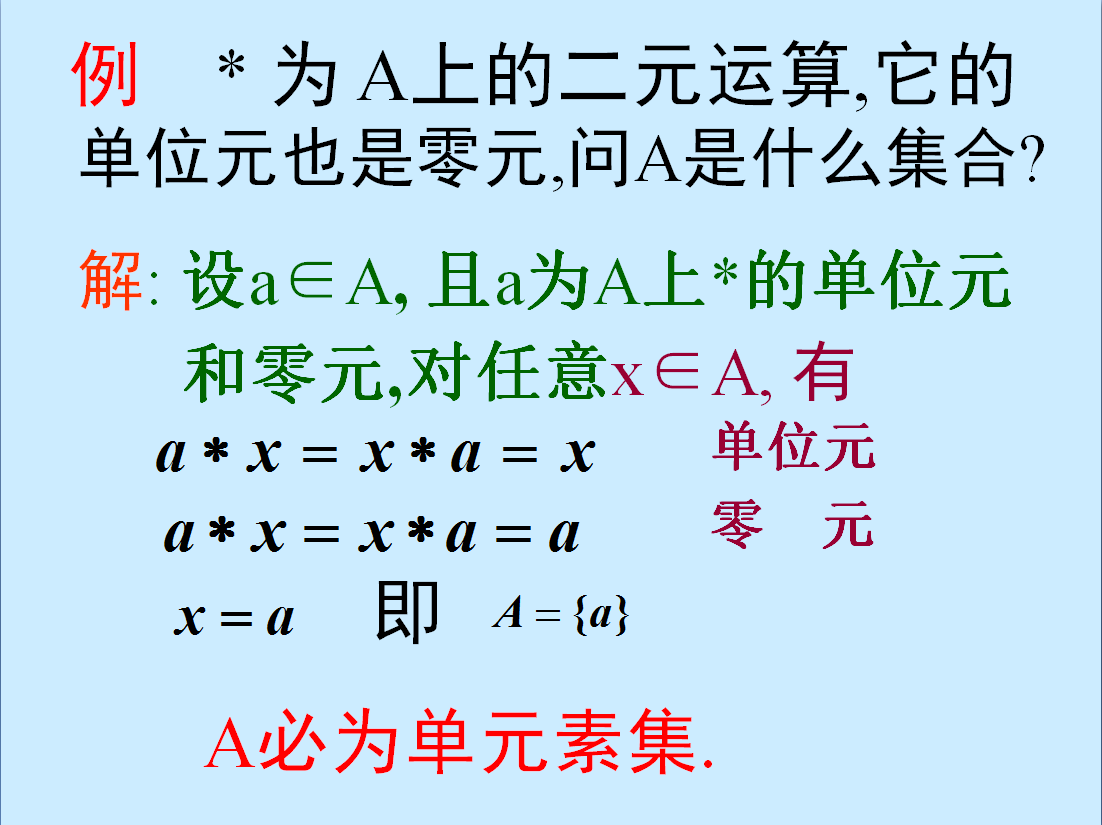 例 * 为 A上的二元运算,它的
单位元也是零元,问A是什么集合?
解: 设a∈A, 且a为A上*的单位元
和零元,对任意x∈A, 有
a * x = x * a = x 单位元
a * x = x * a = a 零 元
x = a 即 A = {a}
A必为单元素集.